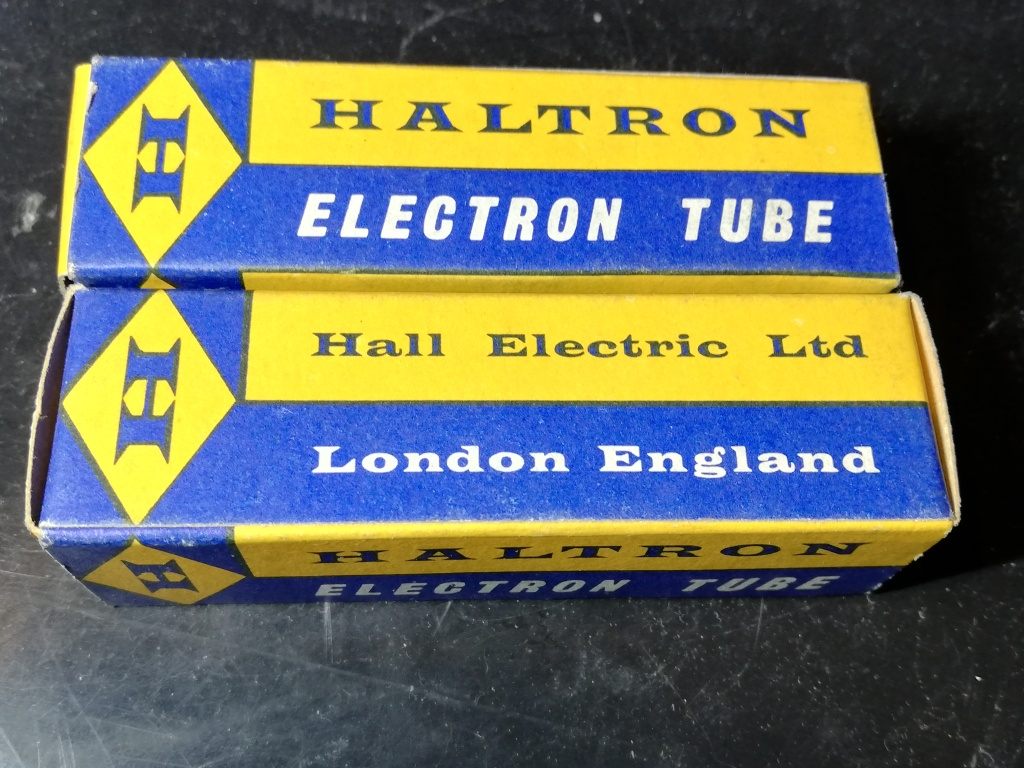 H
HALTRON
ELECTRON TUBE
H
Hall Electric Ltd
London England
H
HALTRON
ELECTRON TUBE